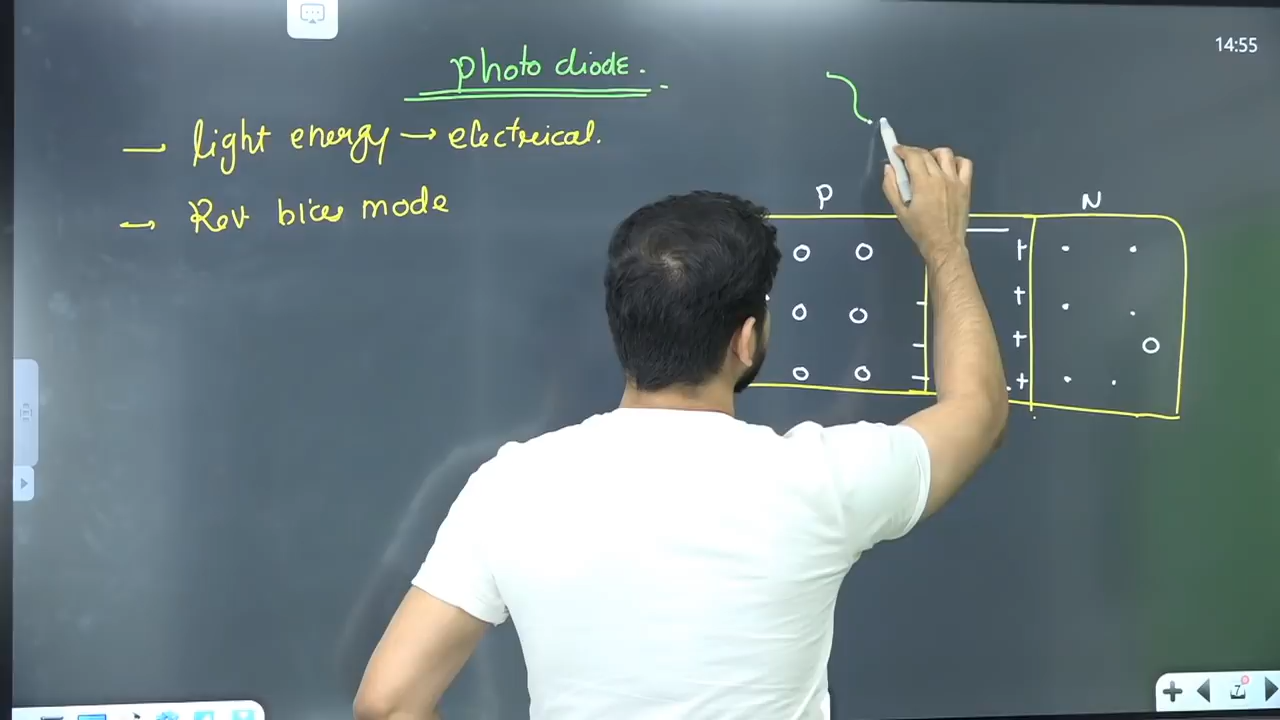 14:55
Photo diode.
— light energy → electrical.
→ Rev bias mode
P N